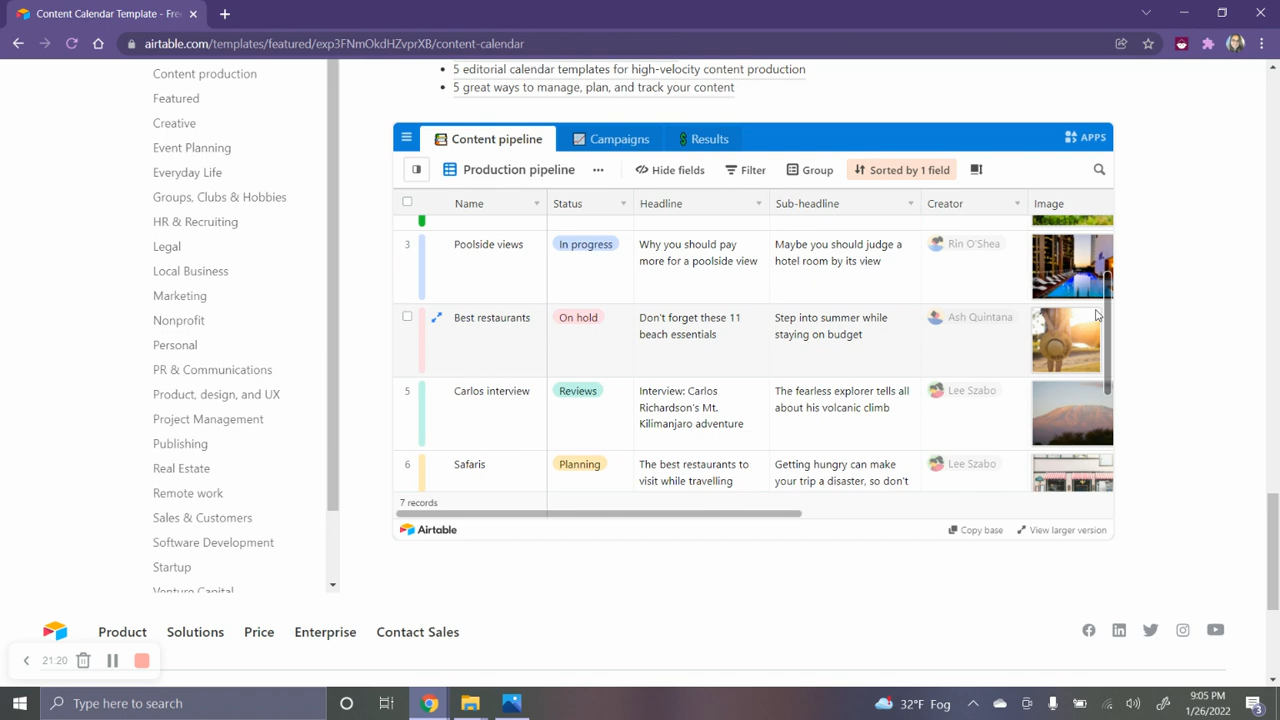 Content Calendar Template - Fre
airtable.com/templates/featured/exp3FNmOkdHZvprXB/content-calendar
Content production
Featured
Creative
Event Planning
Everyday Life
Groups, Clubs & Hobbies
HR & Recruiting
Legal
Local Business
Marketing
Nonprofit
Personal
PR & Communications
Product, design, and UX
Project Management
Publishing
Real Estate
Remote work
Sales & Customers
Software Development
Startup
Venture Capital
5 editorial calendar templates for high-velocity content production
5 great ways to manage, plan, and track your content
Content pipeline Campaigns Results APPS
Production pipeline Hide fields Filter Group Sorted by 1 field
Name Status Headline Sub-headline Creator Image
3 Poolside views In progress Why you should pay Maybe you should judge a Rin O'Shea
more for a poolside view hotel room by its view
Best restaurants On hold Don't forget these 11 Step into summer while Ash Quintana
beach essentials staying on budget
5 Carlos interview Reviews Interview: Carlos The fearless explorer tells all Lee Szabo
Richardson's Mt. about his volcanic climb
Kilimanjaro adventure
6 Safaris Planning The best restaurants to Getting hungry can make Lee Szabo
visit while travelling your trip a disaster, so don't
7 records
Airtable Copy base View larger version
Product Solutions Price Enterprise Contact Sales
21:20
Type here to search
32°F Fog
9:05 PM
1/26/2022
3